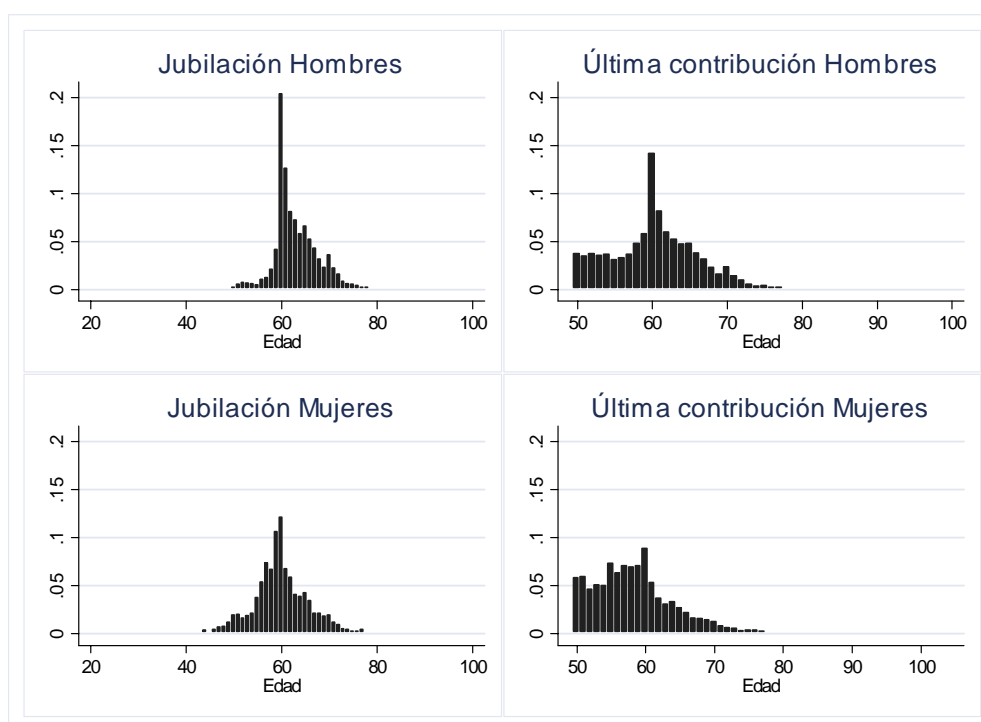 Jubilación Hombres
.2
.15
.1
.05
0
20 40 60 80 100
Edad
Última contribución Hombres
.2
.15
.1
.05
0
50 60 70 80 90 100
Edad
Jubilación Mujeres
.2
.15
.1
.05
0
20 40 60 80 100
Edad
Última contribución Mujeres
.2
.15
.1
.05
0
50 60 70 80 90 100
Edad